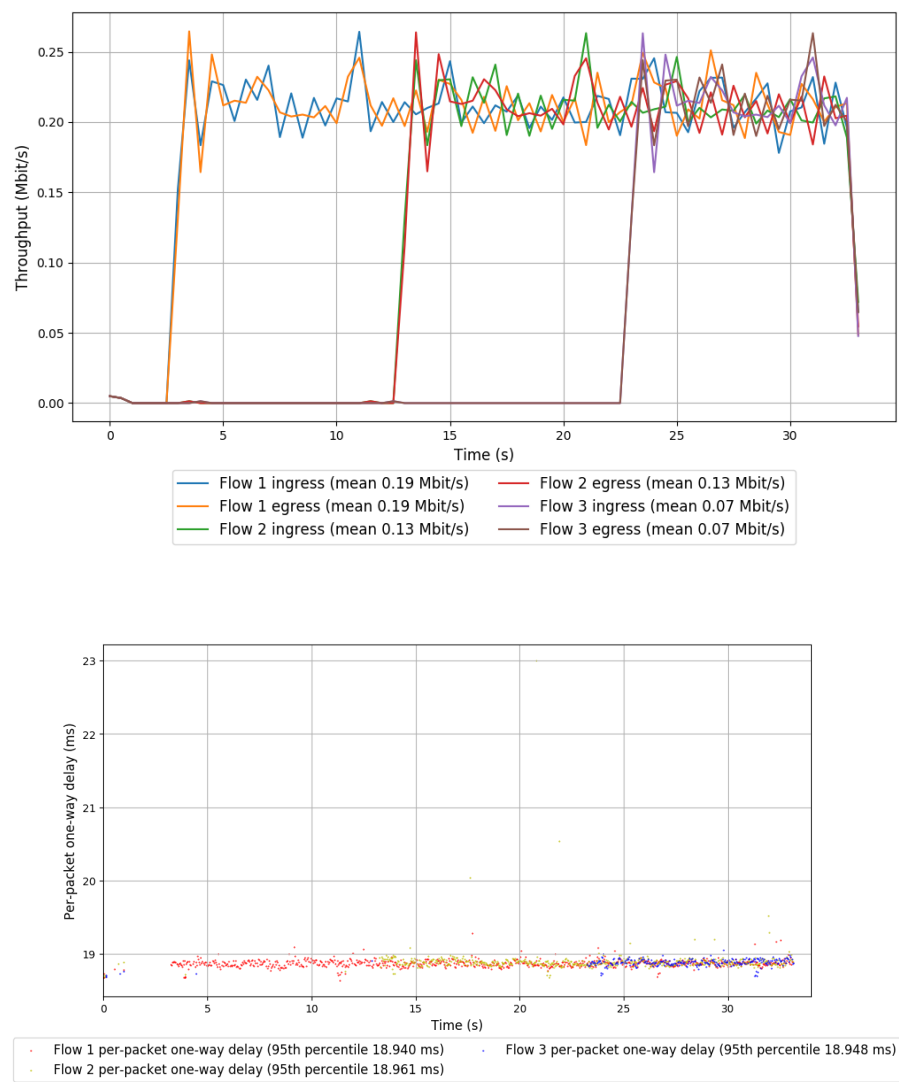 0.25
0.20
0.15
0.10
0.05
0.00
Throughput (Mbit/s)
0 5 10 15 20 25 30
Time (s)
Flow 1 ingress (mean 0.19 Mbit/s) Flow 2 egress (mean 0.13 Mbit/s)
Flow 1 egress (mean 0.19 Mbit/s) Flow 3 ingress (mean 0.07 Mbit/s)
Flow 2 ingress (mean 0.13 Mbit/s) Flow 3 egress (mean 0.07 Mbit/s)
23
22
21
20
19
Per-packet one-way delay (ms)
0 5 10 15 20 25 30
Time (s)
Flow 1 per-packet one-way delay (95th percentile 18.940 ms) Flow 3 per-packet one-way delay (95th percentile 18.948 ms)
Flow 2 per-packet one-way delay (95th percentile 18.961 ms)